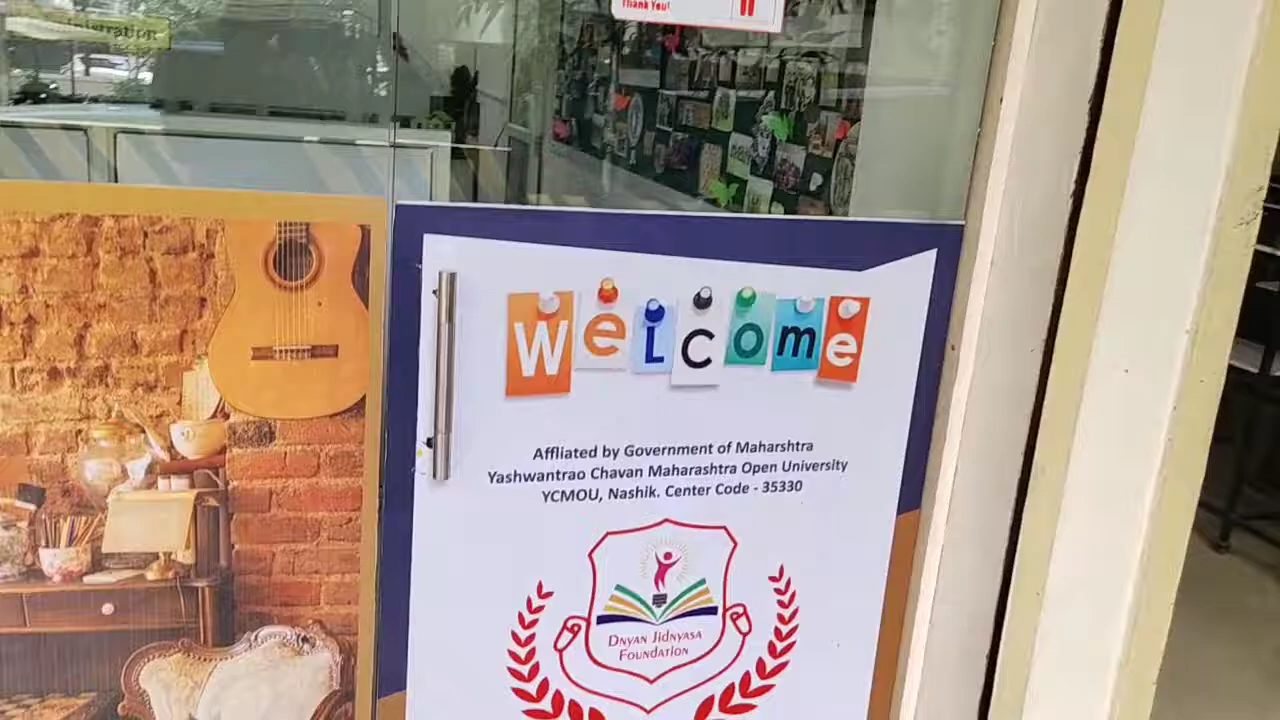 Thank You!
WeLcome
Affliated by Government of Maharshtra
Yashwantrao Chavan Maharashtra Open University
YCMOU, Nashik. Center Code - 35330
Dnyan Jidnyasa
Foundation